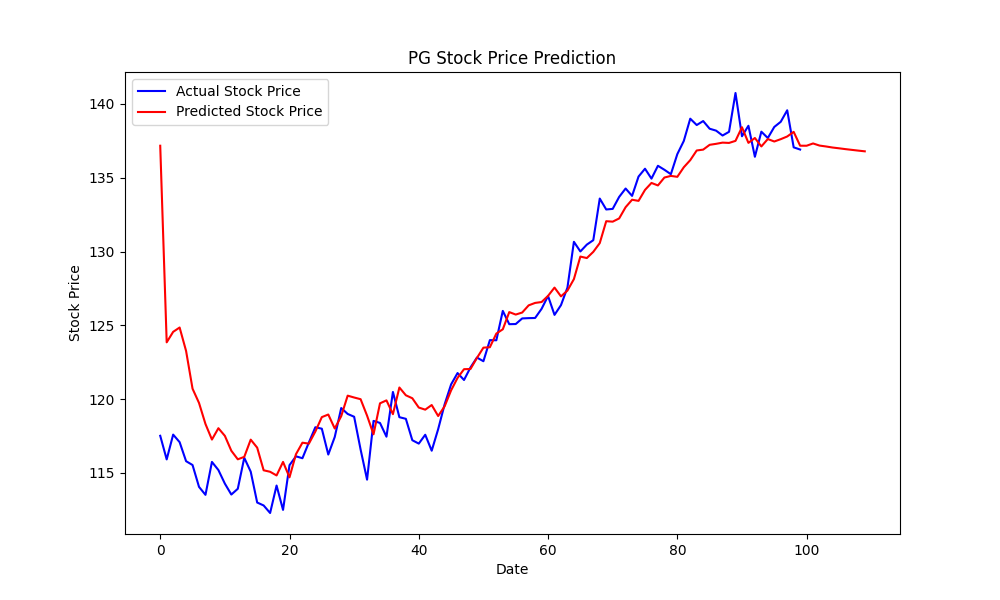 PG Stock Price Prediction
Actual Stock Price
Predicted Stock Price
Stock Price
140
135
130
125
120
115
0 20 40 60 80 100
Date